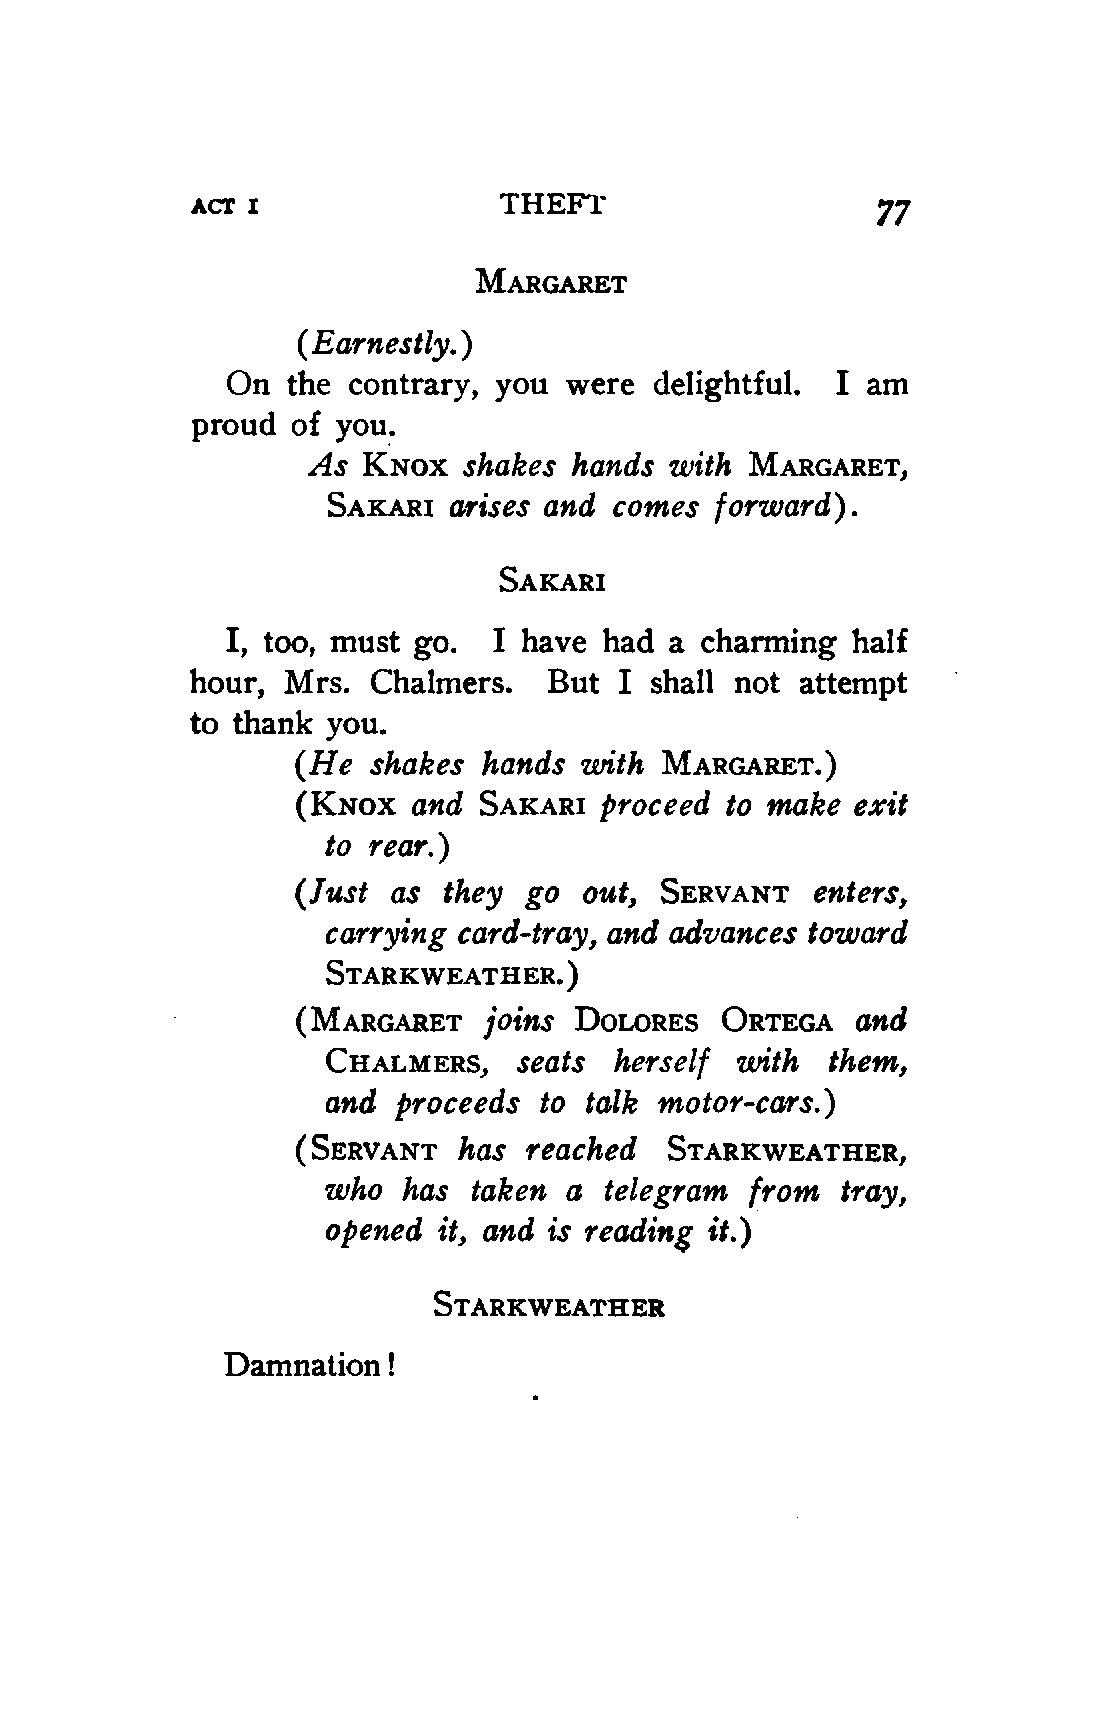 ACT I THEFT 77
MARGARET
(Earnestly.)
On the contrary, you were delightful. I am
proud of you.
As KNOX shakes hands with MARGARET,
SAKARI arises and comes forward).
SAKARI
I, too, must go. I have had a charming half
hour, Mrs. Chalmers. But I shall not attempt
to thank you.
(He shakes hands with MARGARET.)
(KNOX and SAKARI proceed to make exit
to rear.)
(Just as they go out, SERVANT enters,
carrying card-tray, and advances toward
STARKWEATHER.)
(MARGARET joins DOLORES ORTEGA and
CHALMERS, seats herself with them,
and proceeds to talk motor-cars.)
(SERVANT has reached STARKWEATHER,
who has taken a telegram from tray,
opened it, and is reading it.)
STARKWEATHER
Damnation!